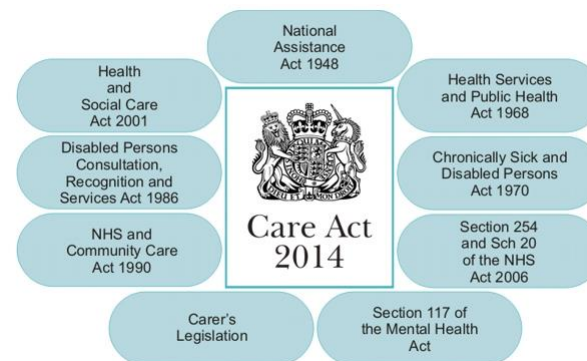 National
Assistance
Act 1948
Health
and
Social Care
Act 2001
Health Services
and Public Health
Act 1968
Disabled Persons
Consultation,
Recognition and
Services Act 1986
Chronically Sick and
Disabled Persons
Act 1970
NHS and
Community Care
Act 1990
Section 254
and Sch 20
of the NHS
Act 2006
Care Act
2014
Carer's
Legislation
Section 117 of
the Mental Health
Act